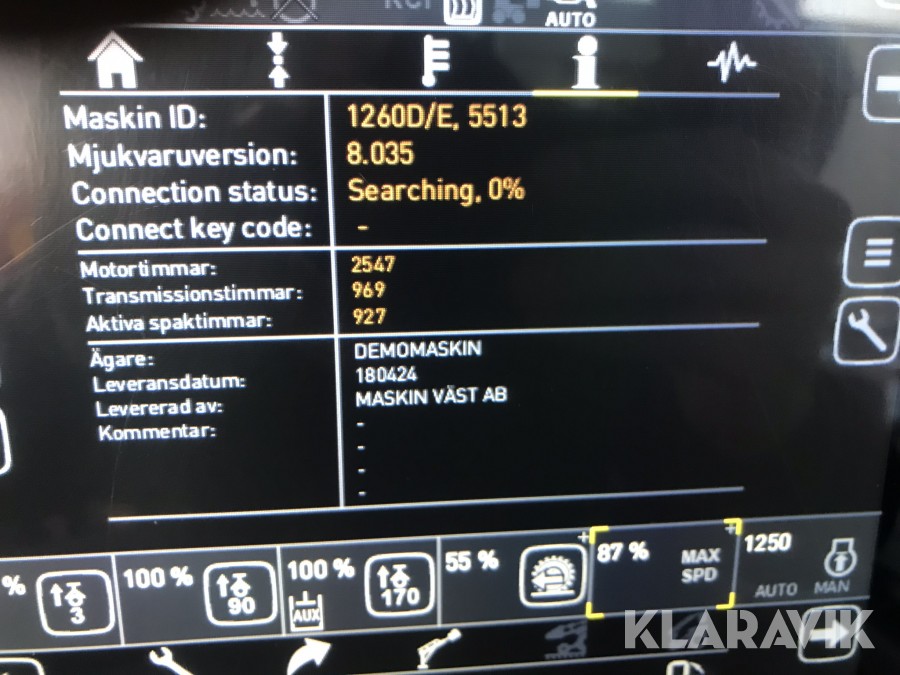 AUTO
Maskin ID: 1260D/E, 5513
Mjukvaruversion: 8.035
Connection status: Searching, 0%
Connect key code: -
Motortimmar: 2547
Transmissionstimmar: 969
Aktiva spaktimmar: 927
Ägare: DEMOMASKIN
Leveransdatum: 180424
Levererad av: MASKIN VÄST AB
Kommentar: -
-
-
-
% 100 % 100 % 55 % 87 % 1250
3 90 AUX 170 MAX SPD AUTO MAN
KLARAVIK